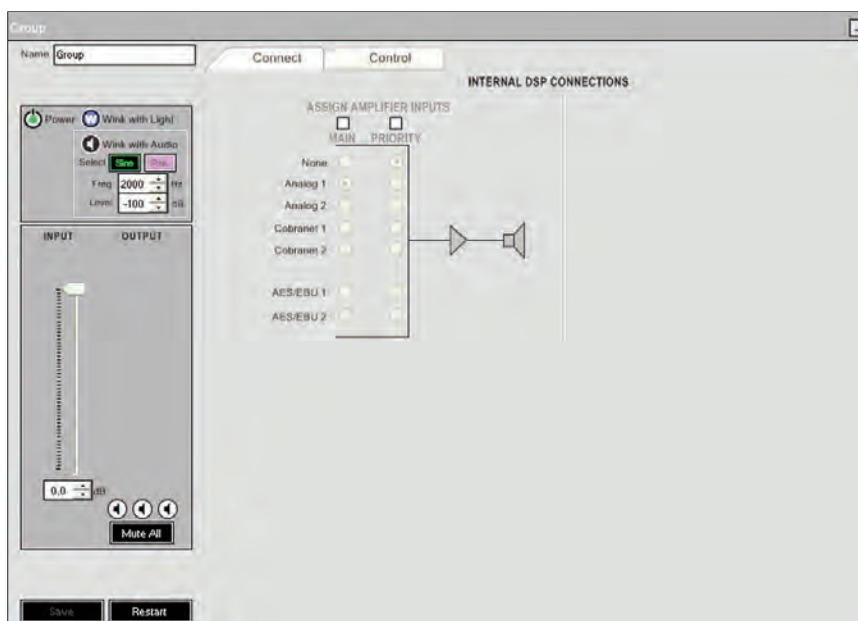 Group
Name Group
Connect Control
INTERNAL DSP CONNECTIONS
ASSIGN AMPLIFIER INPUTS
MAIN PRIORITY
None
Analog 1
Analog 2
Cobranet 1
Cobranet 2
AES/EBU 1
AES/EBU 2
Power W Wink with Light
Wink with Audio
Select Sine
Freq 2000 Hz
Level -100 dB
INPUT OUTPUT
0,0 dB
Mute All
Save Restart